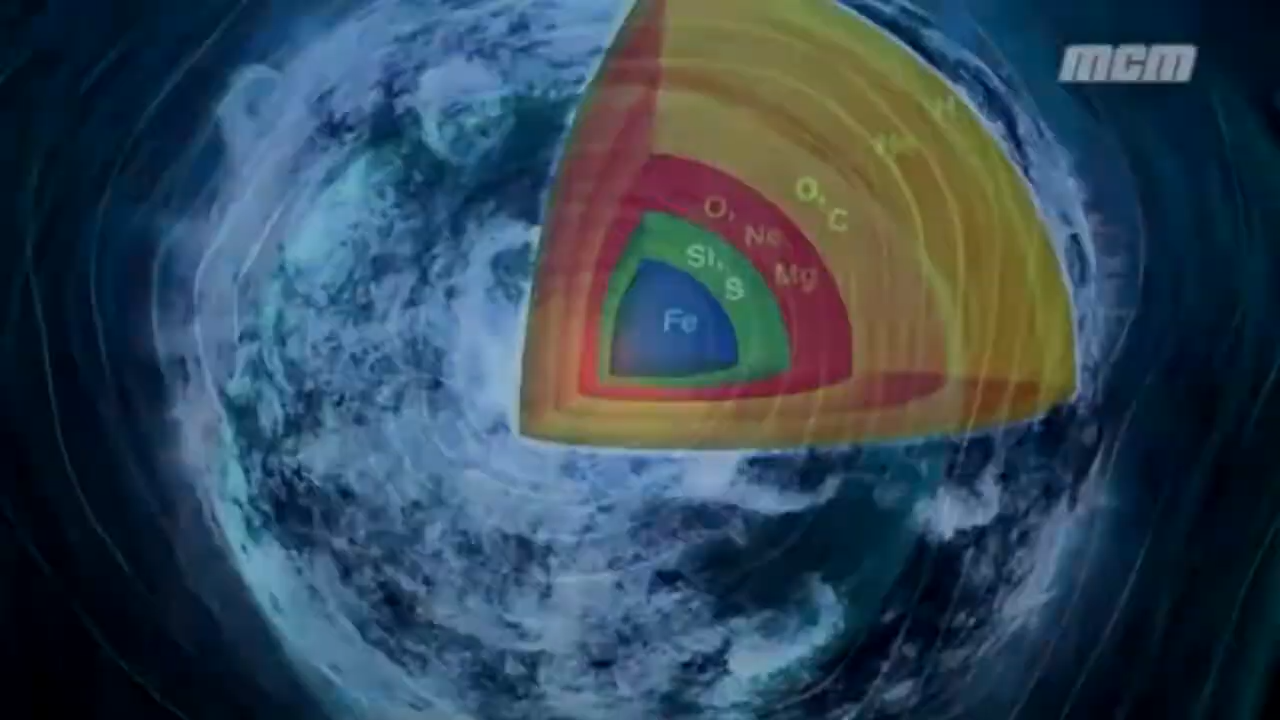 mcm
O, C
O, Ne
Mg
Si, S
Fe